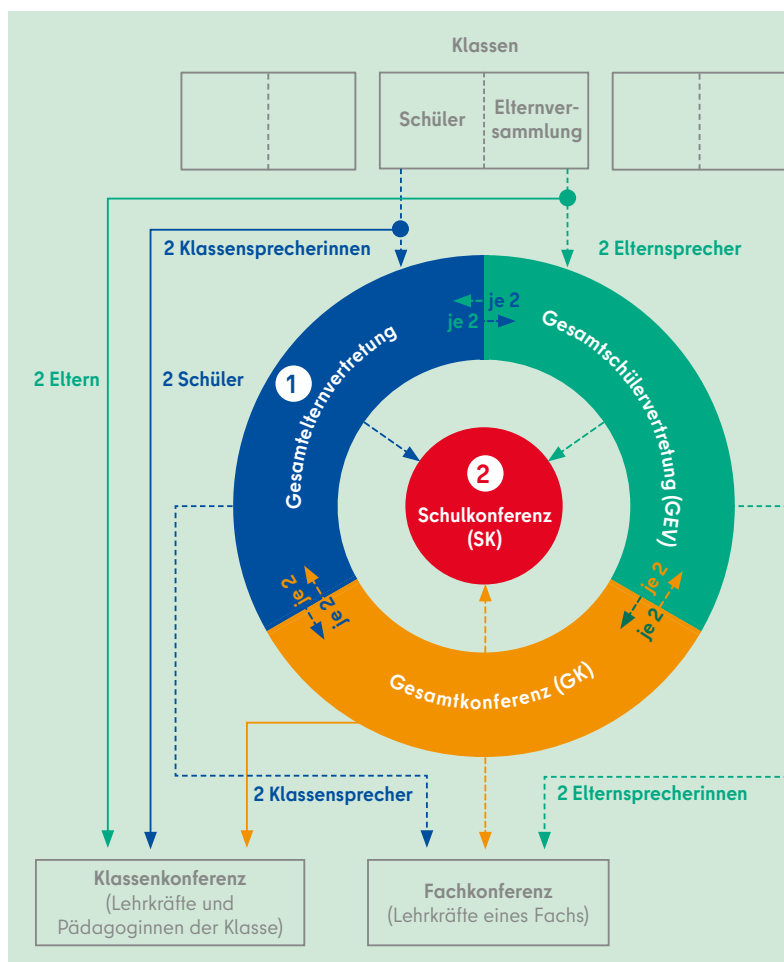 Klassen
Schüler
Elternver-
sammlung
2 Klassensprecherinnen
2 Elternsprecher
je 2
je 2
2 Eltern
2 Schüler
1
Gesamtelternvertretung
Gesamtschülervertretung (GEV)
2
Schulkonferenz
(SK)
je 2
je 2
je 2
je 2
Gesamtkonferenz (GK)
2 Klassensprecher
2 Elternsprecherinnen
Klassenkonferenz
(Lehrkräfte und
Pädagoginnen der Klasse)
Fachkonferenz
(Lehrkräfte eines Fachs)